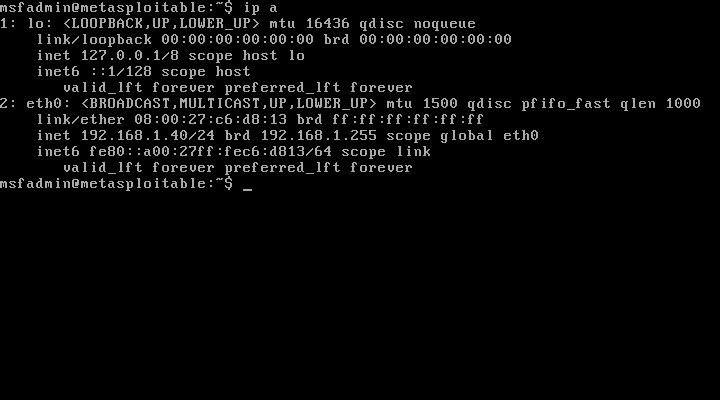 msfadmin@metasploitable:~$ ip a
1: lo: <LOOPBACK,UP,LOWER_UP> mtu 16436 qdisc noqueue
    link/loopback 00:00:00:00:00:00 brd 00:00:00:00:00:00
    inet 127.0.0.1/8 scope host lo
    inet6 ::1/128 scope host
       valid_lft forever preferred_lft forever
2: eth0: <BROADCAST,MULTICAST,UP,LOWER_UP> mtu 1500 qdisc pfifo_fast qlen 1000
    link/ether 08:00:27:c6:d8:13 brd ff:ff:ff:ff:ff:ff
    inet 192.168.1.40/24 brd 192.168.1.255 scope global eth0
    inet6 fe80::a00:27ff:fec6:d813/64 scope link
       valid_lft forever preferred_lft forever
msfadmin@metasploitable:~$ _